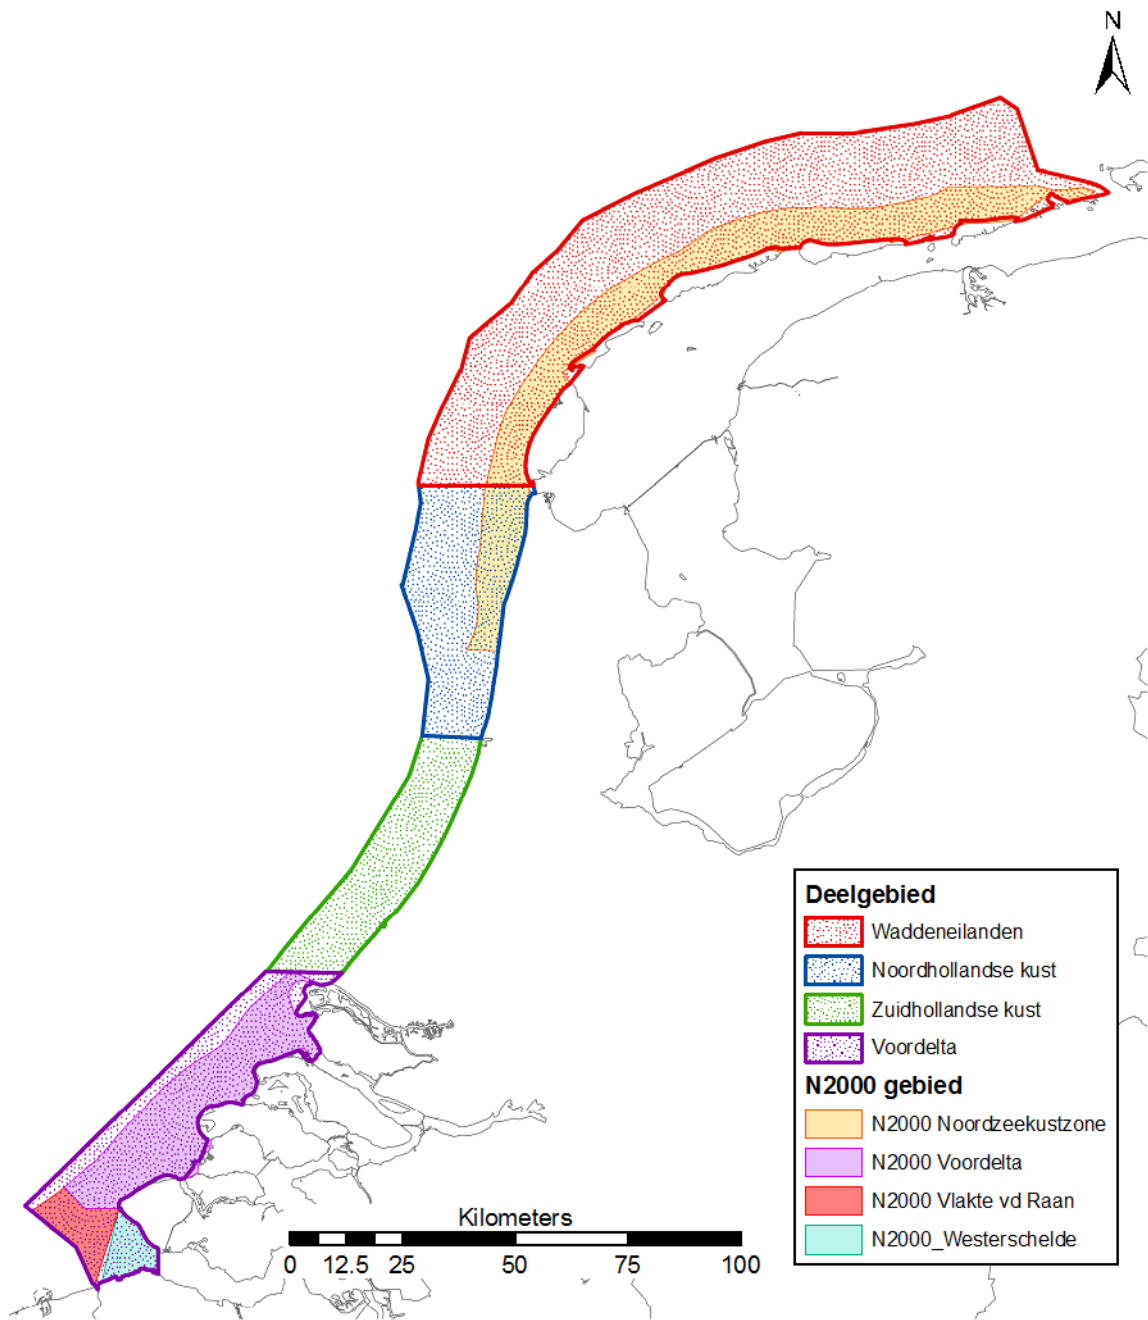 N
Deelgebied
Waddeneilanden
Noordhollandse kust
Zuidhollandse kust
Voordelta
N2000 gebied
N2000 Noordzeekustzone
N2000 Voordelta
N2000 Vlakte vd Raan
N2000_Westerschelde
Kilometers
0 12.5 25 50 75 100